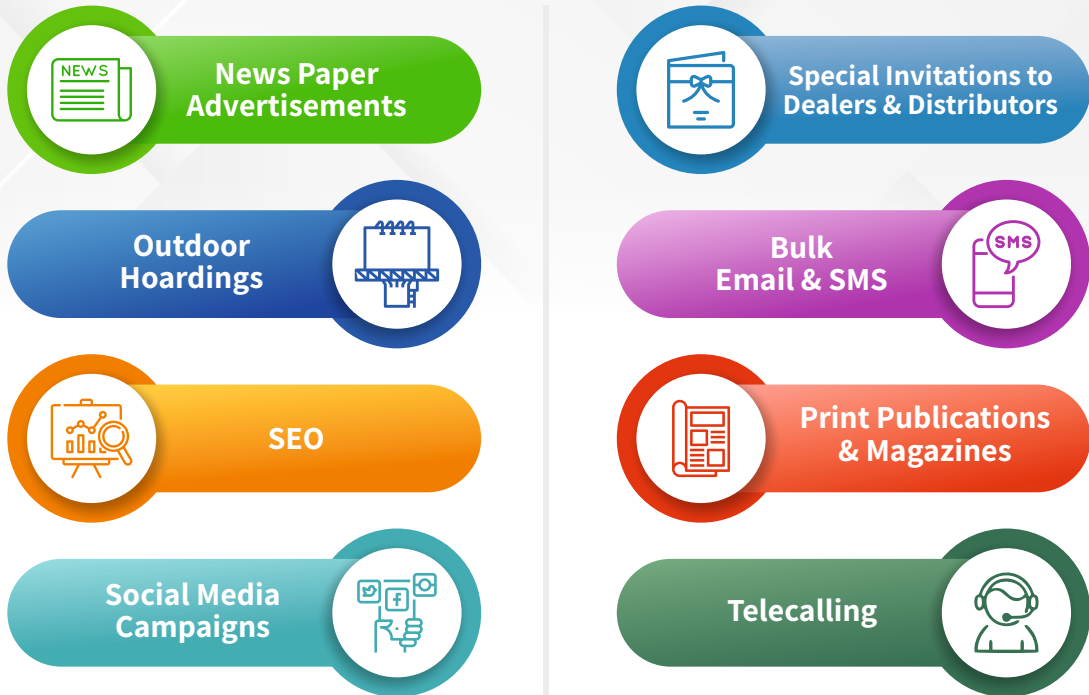 NEWS
News Paper
Advertisements
Outdoor
Hoardings
SEO
Social Media
Campaigns
Special Invitations to
Dealers & Distributors
SMS
Bulk
Email & SMS
Print Publications
& Magazines
Telecalling